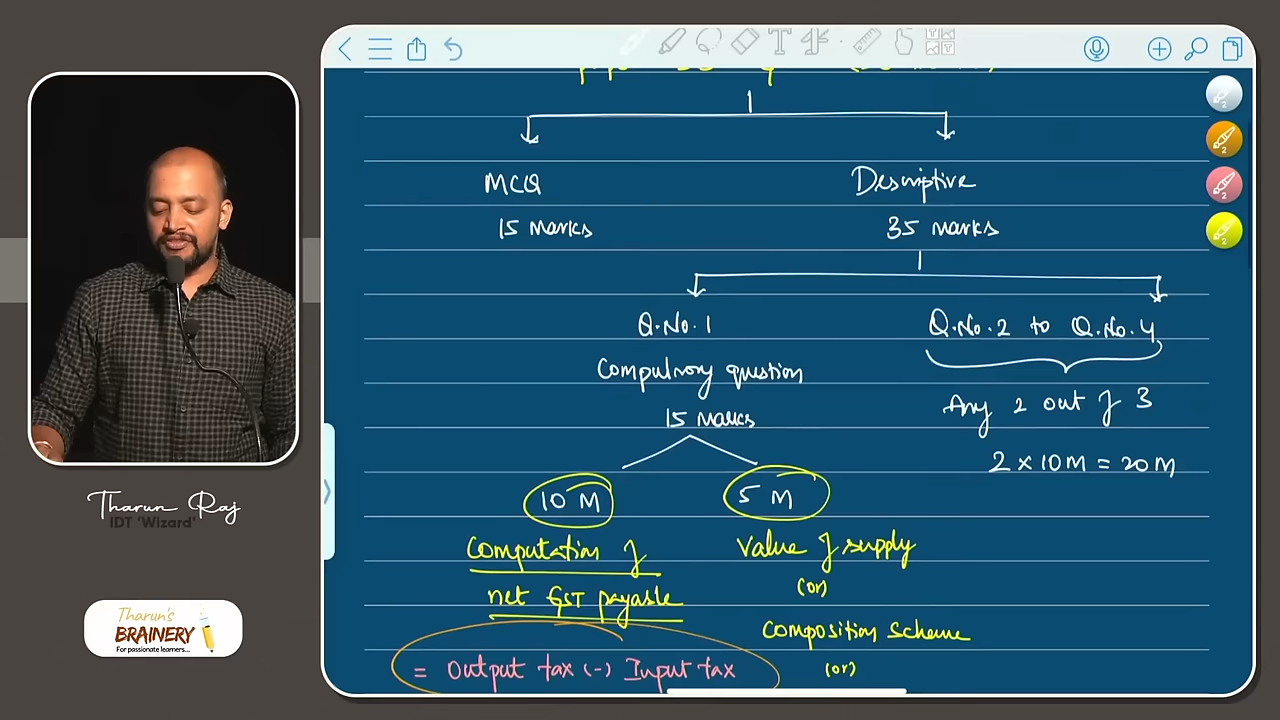 MCQ
Descriptive
15 marks
35 marks
Q.No.1
Q.No.2 to Q.No.4
Compulsory question
Any 2 out of 3
15 marks
2 x 10M = 20M
10 M
5 M
Computation of
Value of supply
net GST payable
(or)
Composition Scheme
= Output tax (-) Input tax
(or)
Tharun Raj
IDT 'Wizard'
Tharun's
BRAINERY
For passionate learners...